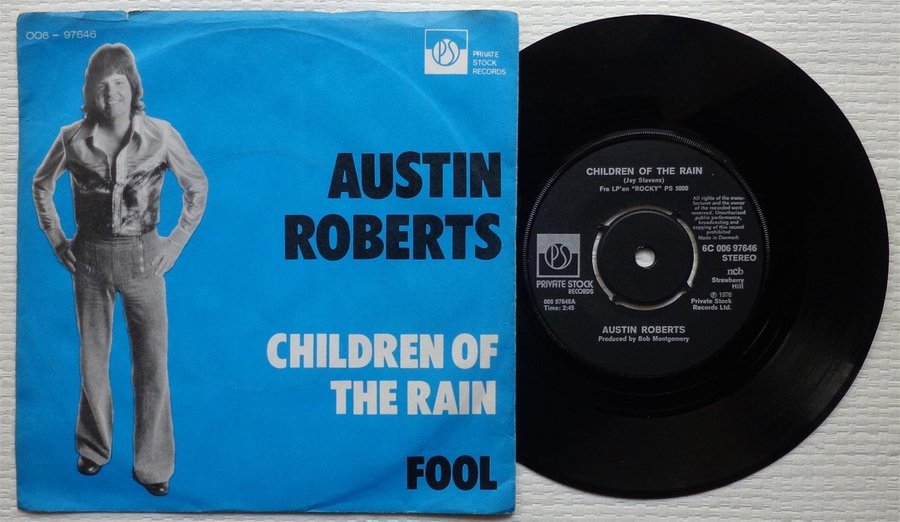 006 - 97646
PS
PRIVATE
STOCK
RECORDS
AUSTIN
ROBERTS
CHILDREN OF
THE RAIN
FOOL
CHILDREN OF THE RAIN
(Jay Stevens)
Fra LP'en "ROCKY" PS 5000
All rights of the manu-
facturer and the owner
of the recorded work
reserved. Unauthorised
public performance,
broadcasting and
copying of this record
prohibited
Made in Denmark
6C 006 97646
STEREO
ncb
Strawberry
Hill
℗ 1976
Private Stock
Records Ltd.
PS
PRIVATE STOCK
RECORDS
006 97646A
Time: 2:45
AUSTIN ROBERTS
Produced by Bob Montgomery